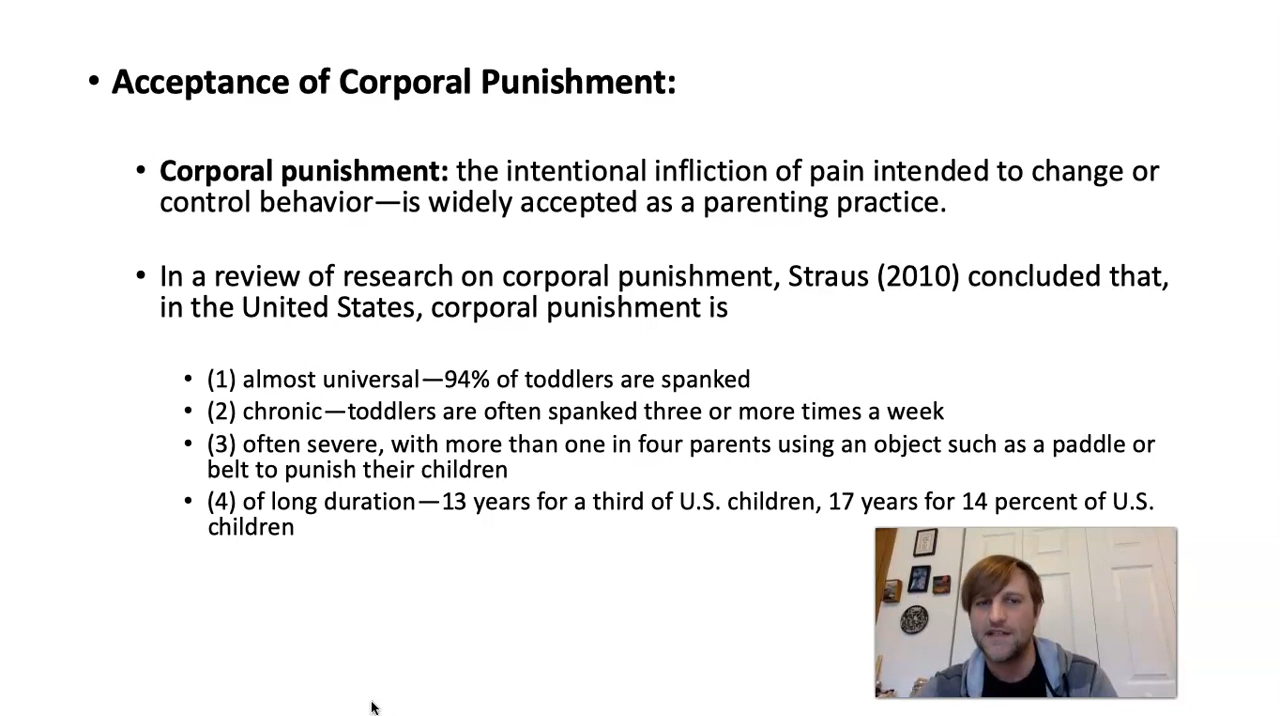 • Acceptance of Corporal Punishment:
• Corporal punishment: the intentional infliction of pain intended to change or
control behavior—is widely accepted as a parenting practice.
• In a review of research on corporal punishment, Straus (2010) concluded that,
in the United States, corporal punishment is
• (1) almost universal—94% of toddlers are spanked
• (2) chronic—toddlers are often spanked three or more times a week
• (3) often severe, with more than one in four parents using an object such as a paddle or
belt to punish their children
• (4) of long duration—13 years for a third of U.S. children, 17 years for 14 percent of U.S.
children